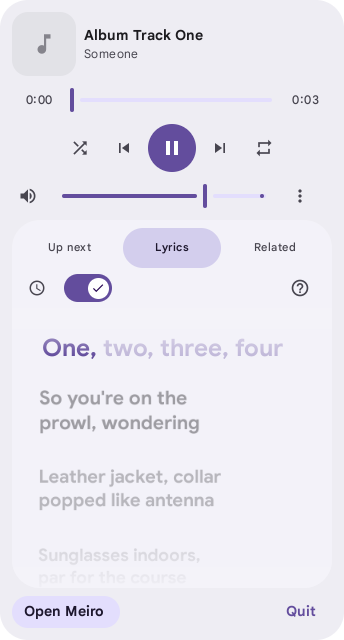 Album Track One
Someone
0:00
0:03
Up next
Lyrics
Related
One, two, three, four
So you're on the
prowl, wondering
Leather jacket, collar
popped like antenna
Sunglasses indoors,
par for the course
Open Meiro
Quit